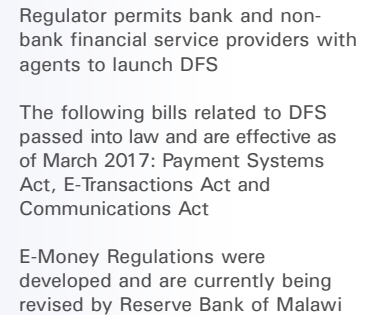 Regulator permits bank and non-
bank financial service providers with
agents to launch DFS
The following bills related to DFS
passed into law and are effective as
of March 2017: Payment Systems
Act, E-Transactions Act and
Communications Act
E-Money Regulations were
developed and are currently being
revised by Reserve Bank of Malawi